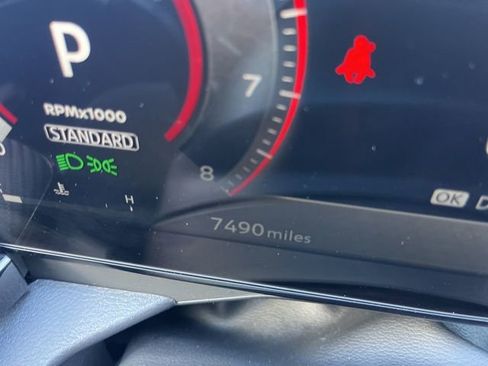 P
7
RPMx1000
STANDARD
8
OK
H
7490 miles